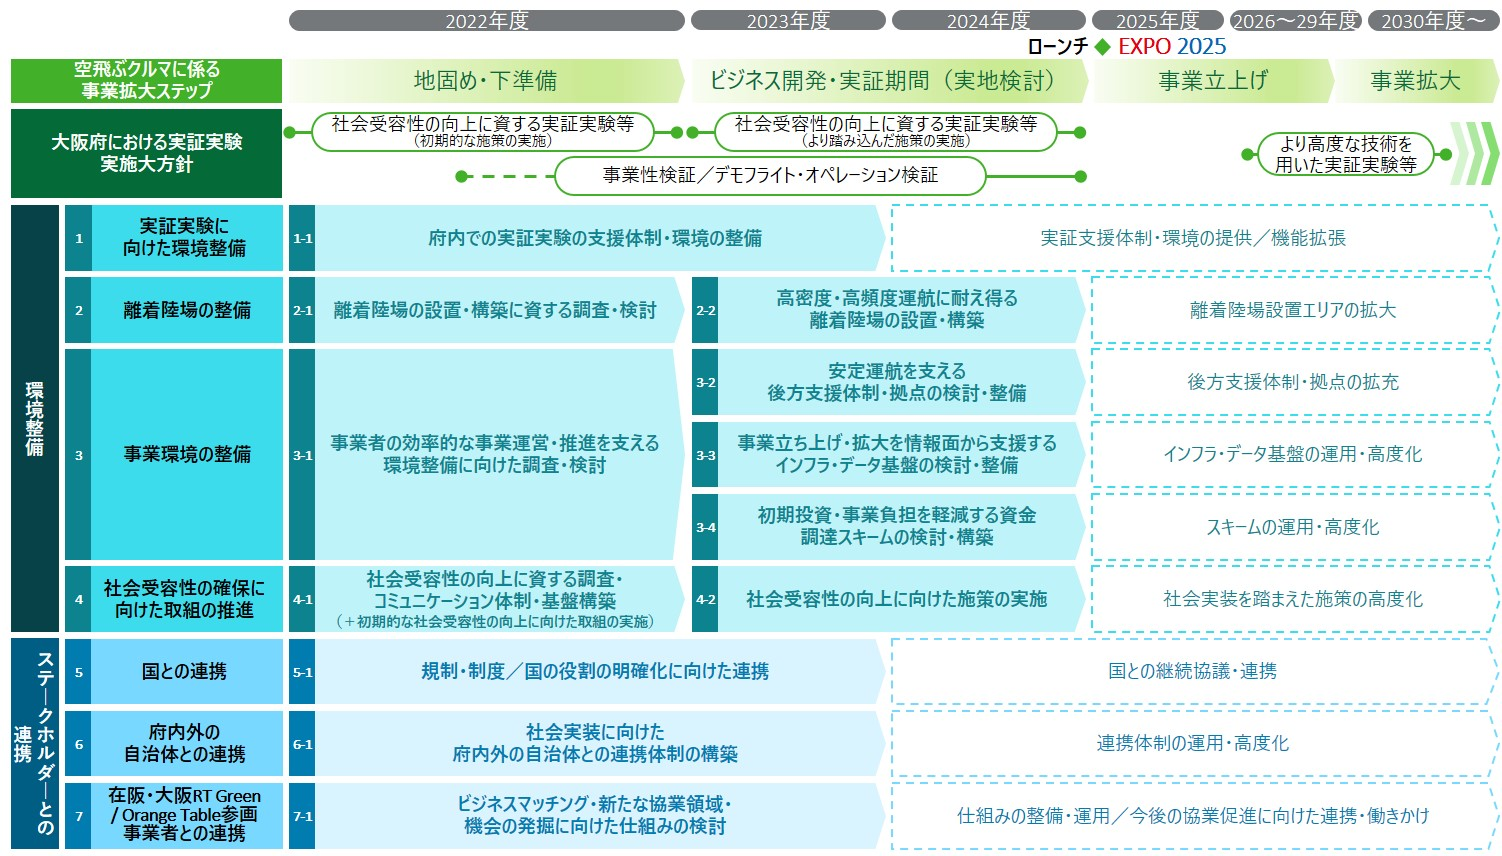 2022年度
2023年度
2024年度
2025年度
2026～29年度
2030年度～
ローンチ ◆ EXPO 2025
空飛ぶクルマに係る
事業拡大ステップ
地固め・下準備
ビジネス開発・実証期間（実地検討）
事業立上げ
事業拡大
大阪府における実証実験
実施大方針
社会受容性の向上に資する実証実験等
（初期的な施策の実施）
社会受容性の向上に資する実証実験等
（より踏み込んだ施策の実施）
事業性検証／デモフライト・オペレーション検証
より高度な技術を
用いた実証実験等
環境整備
1
実証実験に
向けた環境整備
1-1
府内での実証実験の支援体制・環境の整備
実証支援体制・環境の提供／機能拡張
2
離着陸場の整備
2-1
離着陸場の設置・構築に資する調査・検討
2-2
高密度・高頻度運航に耐え得る
離着陸場の設置・構築
離着陸場設置エリアの拡大
3
事業環境の整備
3-1
事業者の効率的な事業運営・推進を支える
環境整備に向けた調査・検討
3-2
安定運航を支える
後方支援体制・拠点の検討・整備
後方支援体制・拠点の拡充
3-3
事業立ち上げ・拡大を情報面から支援する
インフラ・データ基盤の検討・整備
インフラ・データ基盤の運用・高度化
3-4
初期投資・事業負担を軽減する資金
調達スキームの検討・構築
スキームの運用・高度化
4
社会受容性の確保に
向けた取組の推進
4-1
社会受容性の向上に資する調査・
コミュニケーション体制・基盤構築
（＋初期的な社会受容性の向上に向けた取組の実施）
4-2
社会受容性の向上に向けた施策の実施
社会実装を踏まえた施策の高度化
ステークホルダーとの
連携
5
国との連携
5-1
規制・制度／国の役割の明確化に向けた連携
国との継続協議・連携
6
府内外の
自治体との連携
6-1
社会実装に向けた
府内外の自治体との連携体制の構築
連携体制の運用・高度化
7
在阪・大阪RT Green
/ Orange Table参画
事業者との連携
7-1
ビジネスマッチング・新たな協業領域・
機会の発掘に向けた仕組みの検討
仕組みの整備・運用／今後の協業促進に向けた連携・働きかけ